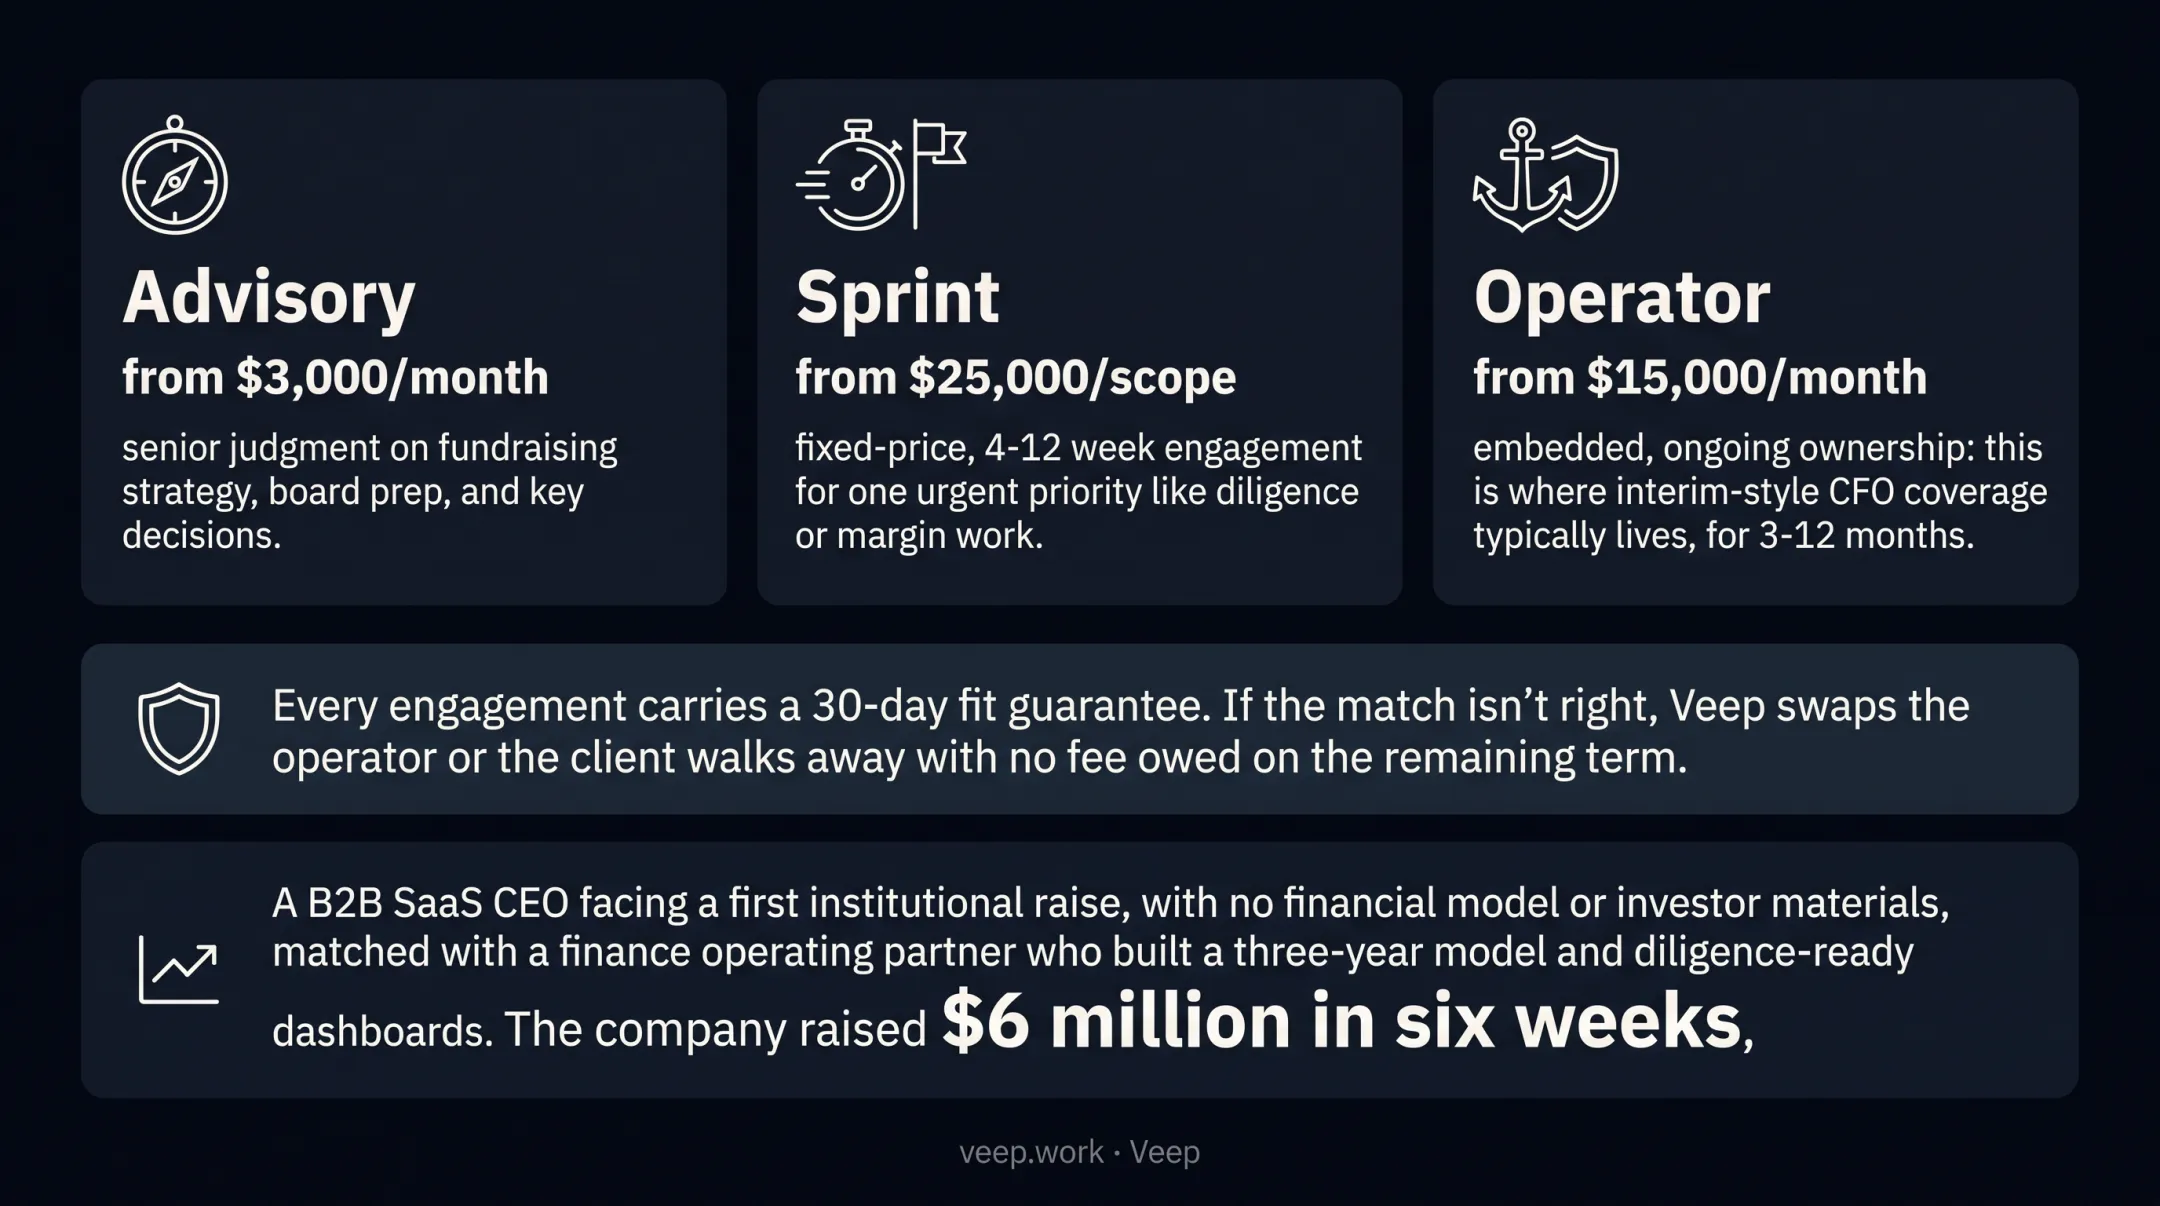 Advisory
from $3,000/month
senior judgment on fundraising
strategy, board prep, and key
decisions.
Sprint
from $25,000/scope
fixed-price, 4-12 week engagement
for one urgent priority like diligence
or margin work.
Operator
from $15,000/month
embedded, ongoing ownership: this
is where interim-style CFO coverage
typically lives, for 3-12 months.
Every engagement carries a 30-day fit guarantee. If the match isn’t right, Veep swaps the
operator or the client walks away with no fee owed on the remaining term.
A B2B SaaS CEO facing a first institutional raise, with no financial model or investor materials,
matched with a finance operating partner who built a three-year model and diligence-ready
dashboards. The company raised $6 million in six weeks,
veep.work · Veep